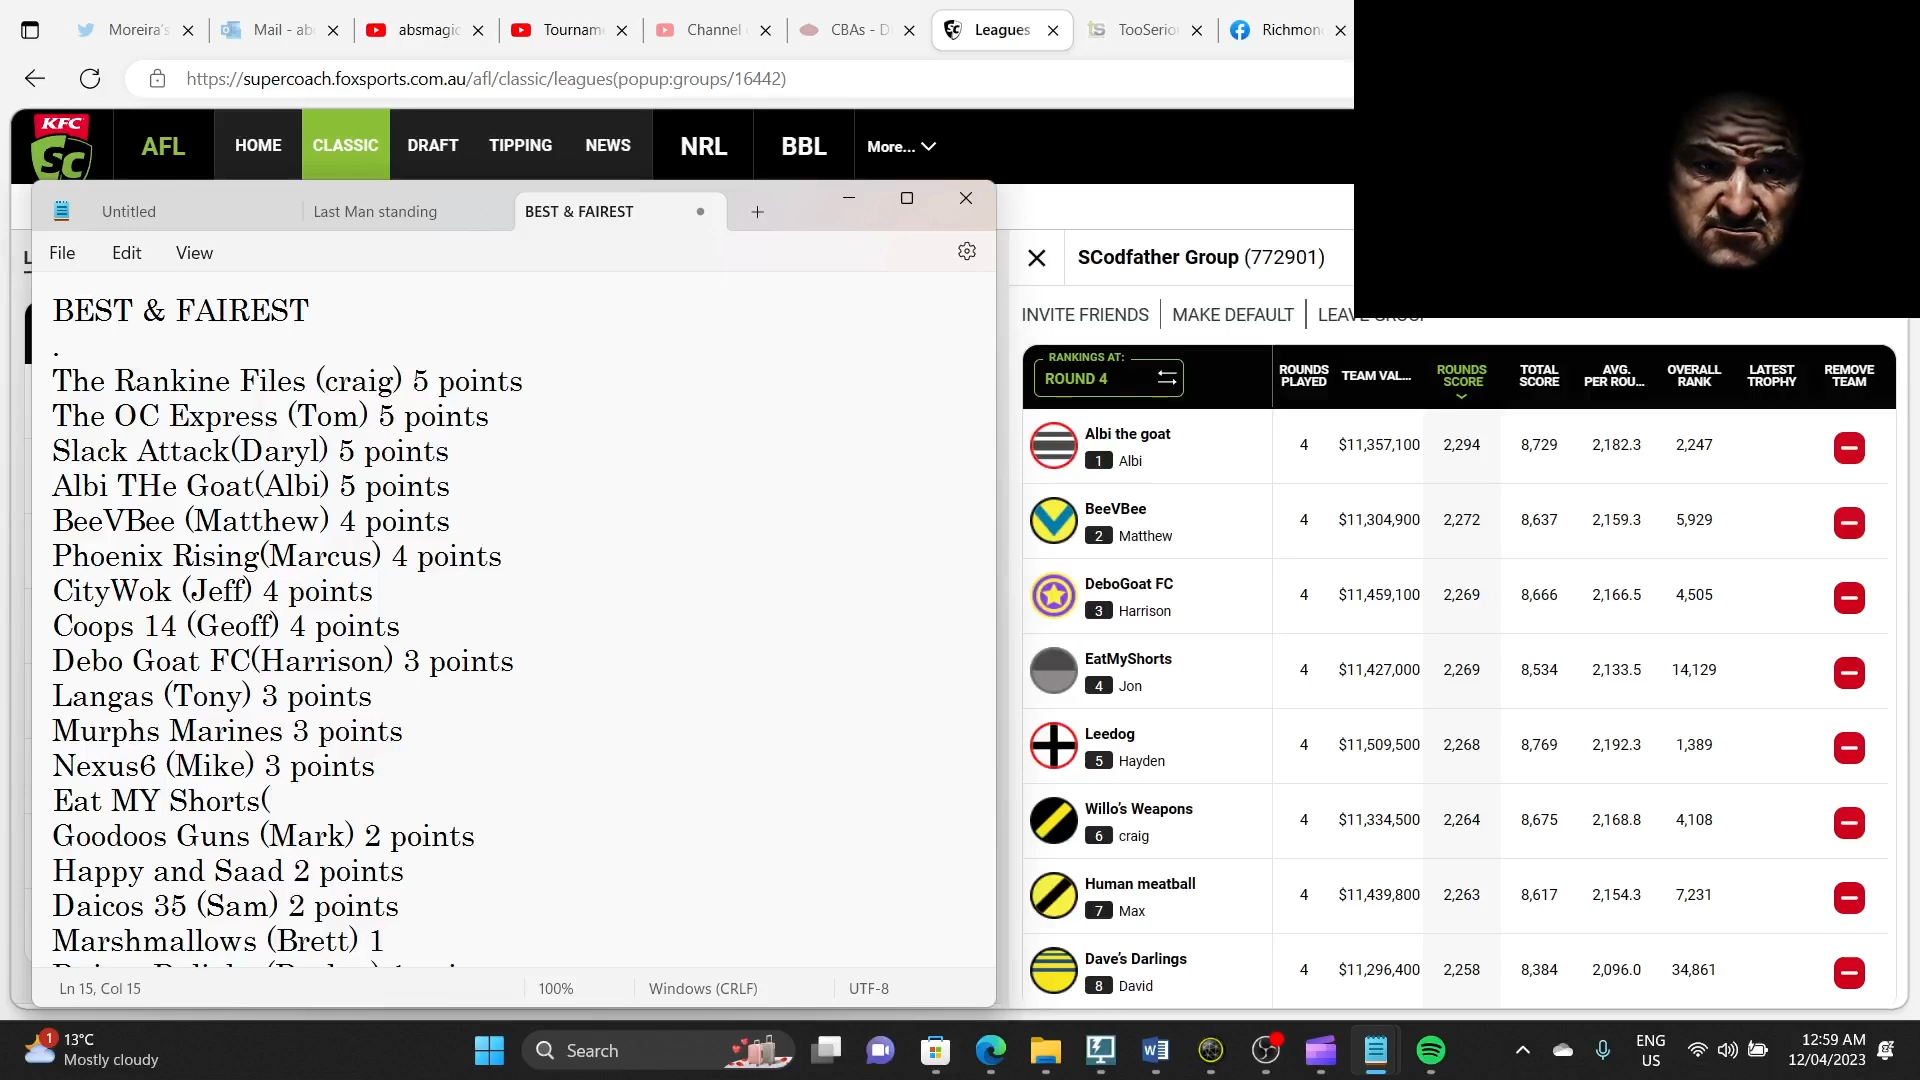 Moreira's
Mail - ab
absmagic
Tournam
Channel
CBAs - D
Leagues
TooSerio
Richmon
https://supercoach.foxsports.com.au/afl/classic/leagues(popup:groups/16442)
KFC
SC
AFL
HOME
CLASSIC
DRAFT
TIPPING
NEWS
NRL
BBL
More...
Untitled
Last Man standing
BEST & FAIREST
File
Edit
View
BEST & FAIREST
.
The Rankine Files (craig) 5 points
The OC Express (Tom) 5 points
Slack Attack(Daryl) 5 points
Albi THe Goat(Albi) 5 points
BeeVBee (Matthew) 4 points
Phoenix Rising(Marcus) 4 points
CityWok (Jeff) 4 points
Coops 14 (Geoff) 4 points
Debo Goat FC(Harrison) 3 points
Langas (Tony) 3 points
Murphs Marines 3 points
Nexus6 (Mike) 3 points
Eat MY Shorts(
Goodoos Guns (Mark) 2 points
Happy and Saad 2 points
Daicos 35 (Sam) 2 points
Marshmallows (Brett) 1
Ln 15, Col 15
100%
Windows (CRLF)
UTF-8
SCodfather Group (772901)
INVITE FRIENDS
MAKE DEFAULT
LEAVE GROUP
RANKINGS AT:
ROUND 4
ROUNDS PLAYED
TEAM VAL...
ROUNDS SCORE
TOTAL SCORE
AVG. PER ROU...
OVERALL RANK
LATEST TROPHY
REMOVE TEAM
Albi the goat
1 Albi
4 $11,357,100 2,294 8,729 2,182.3 2,247
BeeVBee
2 Matthew
4 $11,304,900 2,272 8,637 2,159.3 5,929
DeboGoat FC
3 Harrison
4 $11,459,100 2,269 8,666 2,166.5 4,505
EatMyShorts
4 Jon
4 $11,427,000 2,269 8,534 2,133.5 14,129
Leedog
5 Hayden
4 $11,509,500 2,268 8,769 2,192.3 1,389
Willo's Weapons
6 craig
4 $11,334,500 2,264 8,675 2,168.8 4,108
Human meatball
7 Max
4 $11,439,800 2,263 8,617 2,154.3 7,231
Dave's Darlings
8 David
4 $11,296,400 2,258 8,384 2,096.0 34,861
1
13°C
Mostly cloudy
Search
ENG
US
12:59 AM
12/04/2023